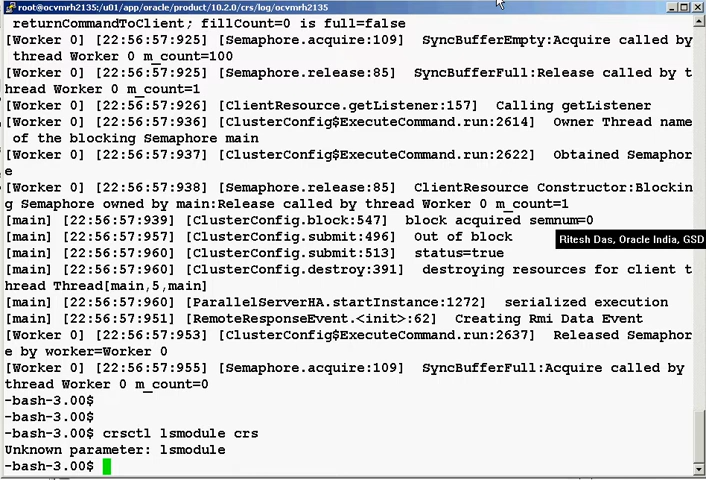 root@ocvmrh2135:/u01/app/oracle/product/10.2.0/crs/log/ocvmrh2135
returnCommandToClient; fillCount=0 is full=false
[Worker 0] [22:56:57:925] [Semaphore.acquire:109]  SyncBufferEmpty:Acquire called by
thread Worker 0 m_count=100
[Worker 0] [22:56:57:925] [Semaphore.release:85]  SyncBufferFull:Release called by t
hread Worker 0 m_count=1
[Worker 0] [22:56:57:926] [ClientResource.getListener:157]  Calling getListener
[Worker 0] [22:56:57:936] [ClusterConfig$ExecuteCommand.run:2614]  Owner Thread name
of the blocking Semaphore main
[Worker 0] [22:56:57:937] [ClusterConfig$ExecuteCommand.run:2622]  Obtained Semaphor
e
[Worker 0] [22:56:57:938] [Semaphore.release:85]  ClientResource Constructor:Blockin
g Semaphore owned by main:Release called by thread Worker 0 m_count=1
[main] [22:56:57:939] [ClusterConfig.block:547]  block acquired semnum=0
[main] [22:56:57:957] [ClusterConfig.submit:496]  Out of block
Ritesh Das, Oracle India, GSD
[main] [22:56:57:960] [ClusterConfig.submit:513]  status=true
[main] [22:56:57:960] [ClusterConfig.destroy:391]  destroying resources for client t
hread Thread[main,5,main]
[main] [22:56:57:960] [ParallelServerHA.startInstance:1272]  serialized execution
[main] [22:56:57:951] [RemoteResponseEvent.<init>:62]  Creating Rmi Data Event
[Worker 0] [22:56:57:953] [ClusterConfig$ExecuteCommand.run:2637]  Released Semaphor
e by worker=Worker 0
[Worker 0] [22:56:57:955] [Semaphore.acquire:109]  SyncBufferFull:Acquire called by
thread Worker 0 m_count=0
-bash-3.00$
-bash-3.00$
-bash-3.00$ crsctl lsmodule crs
Unknown parameter: lsmodule
-bash-3.00$